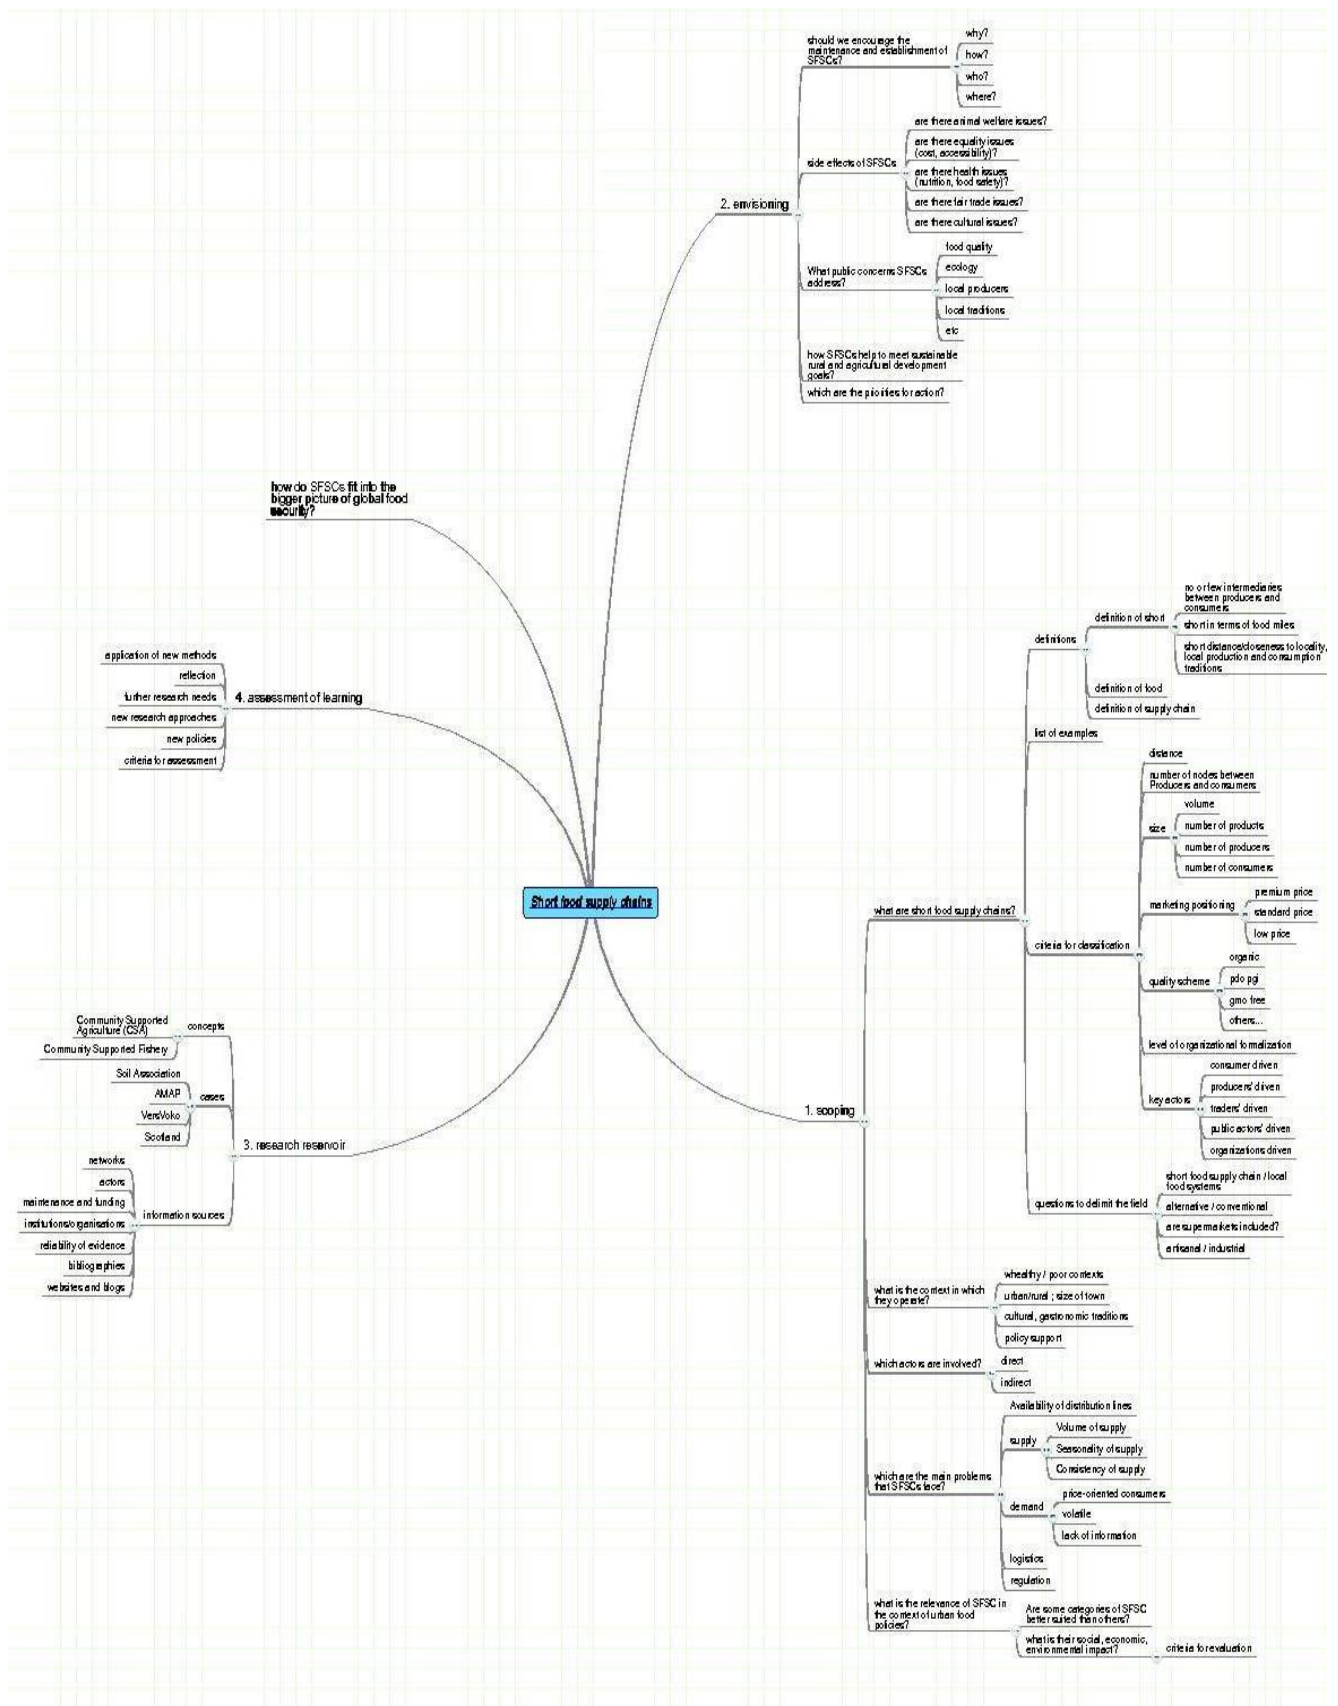 should we encourage the
maintenance and establishment of
SFSCs?
why?
how?
who?
where?
side effects of SFSCs
are there animal welfare issues?
are there equality issues
(cost, accessibility)?
are there health issues
(nutrition, food safety)?
are there fair trade issues?
are there cultural issues?
2. envisioning
What public concerns SFSCs
address?
food quality
ecology
local producers
local traditions
etc
how SFSCs help to meet sustainable
rural and agricultural development
goals?
which are the priorities for action?
how do SFSCs fit into the
bigger picture of global food
security?
4. assessment of learning
application of new methods
reflection
further research needs
new research approaches
new policies
criteria for assessment
Short food supply chains
3. research reservoir
concepts
Community Supported
Agriculture (CSA)
Community Supported Fishery
cases
Soil Association
AMAP
VersVoko
Scotland
information sources
networks
actors
maintenance and funding
institutions/organisations
reliability of evidence
bibliographies
websites and blogs
1. scoping
what are short food supply chains?
definitions
definition of short
no or few intermediaries
between producers and
consumers
short in terms of food miles
short distance/closeness to locality,
local production and consumption
traditions
definition of food
definition of supply chain
list of examples
criteria for classification
distance
number of nodes between
Producers and consumers
size
volume
number of products
number of producers
number of consumers
marketing positioning
premium price
standard price
low price
quality scheme
organic
pdo pgi
gmo free
others...
level of organizational formalization
key actors
consumer driven
producers' driven
traders' driven
public actors' driven
organizations driven
questions to delimit the field
short food supply chain / local
food systems
alternative / conventional
are supermarkets included?
artisanal / industrial
what is the context in which
they operate?
whealthy / poor contexts
urban/rural ; size of town
cultural, gastronomic traditions
policy support
which actors are involved?
direct
indirect
which are the main problems
that SFSCs face?
Availability of distribution lines
supply
Volume of supply
Seasonality of supply
Consistency of supply
demand
price-oriented consumers
volatile
lack of information
logistics
regulation
what is the relevance of SFSC in
the context of urban food
policies?
Are some categories of SFSC
better suited than others?
what is their social, economic,
environmental impact?
criteria for evaluation